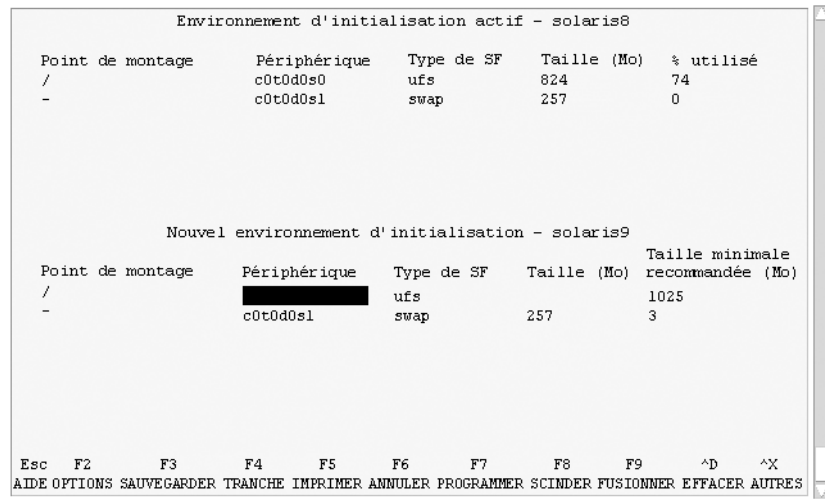 Environnement d'initialisation actif - solaris8
Point de montage Périphérique Type de SF Taille (Mo) % utilisé
/ c0t0d0s0 ufs 824 74
- c0t0d0s1 swap 257 0
Nouvel environnement d'initialisation - solaris9
Taille minimale
Point de montage Périphérique Type de SF Taille (Mo) recommandée (Mo)
/ ufs 1025
- c0t0d0s1 swap 257 3
Esc F2 F3 F4 F5 F6 F7 F8 F9 ^D ^X
AIDE OPTIONS SAUVEGARDER TRANCHE IMPRIMER ANNULER PROGRAMMER SCINDER FUSIONNER EFFACER AUTRES